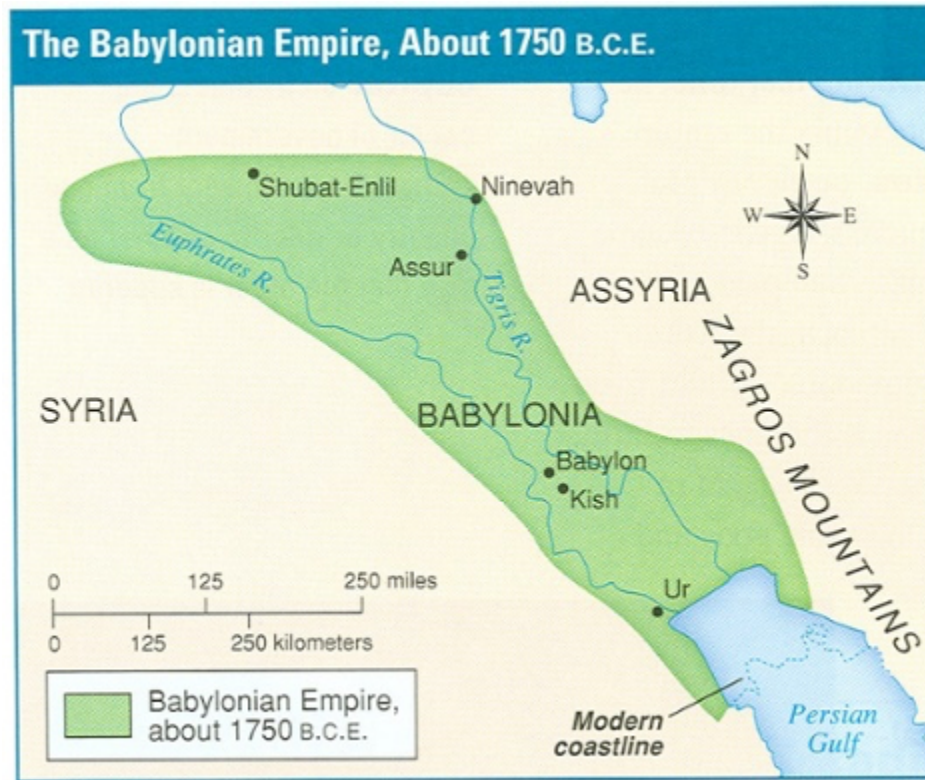 The Babylonian Empire, About 1750 B.C.E.
Shubat-Enlil
Ninevah
N
W E
S
Euphrates R.
Assur
Tigris R.
ASSYRIA
ZAGROS MOUNTAINS
SYRIA
BABYLONIA
Babylon
Kish
0 125 250 miles
0 125 250 kilometers
Ur
Babylonian Empire,
about 1750 B.C.E.
Modern
coastline
Persian
Gulf